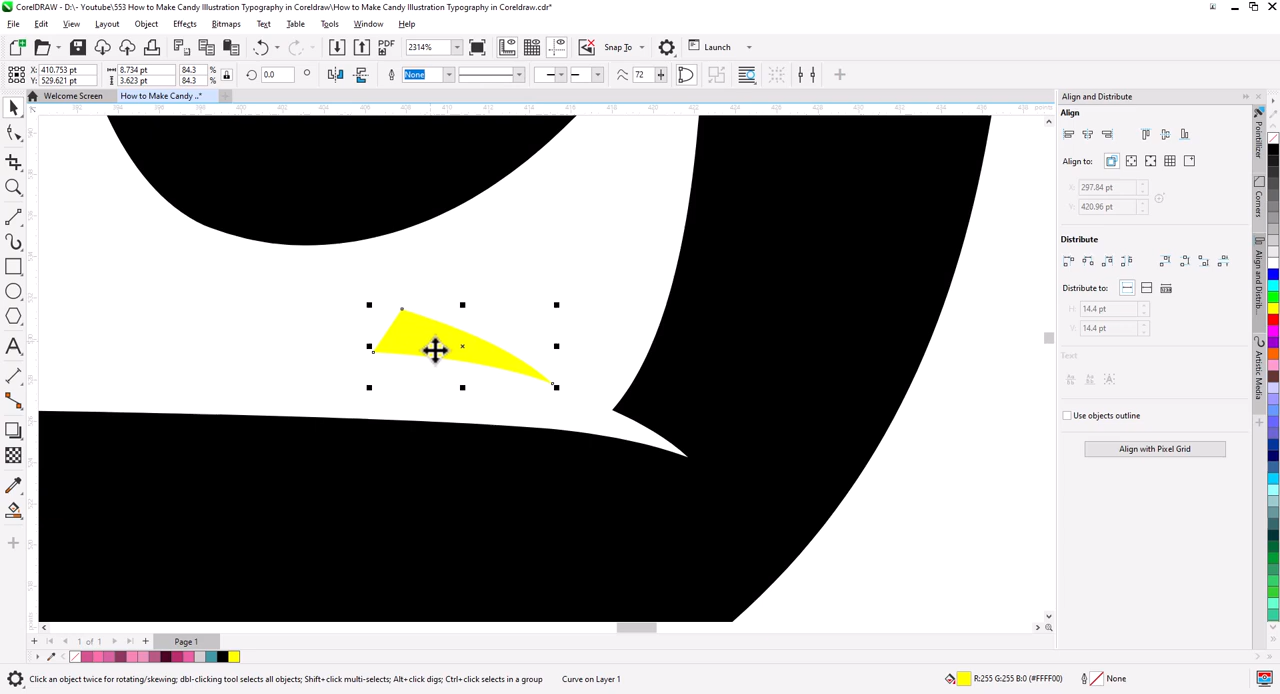 CorelDRAW - D:\- Youtube\553 How to Make Candy Illustration Typography in Coreldraw\How to Make Candy Illustration Typography in Coreldraw.cdr*
File Edit View Layout Object Effects Bitmaps Text Table Tools Window Help
PDF 2314% Snap To Launch
X: 410.753 pt 8.734 pt 84.3 % 0.0 None 72
Y: 529.621 pt 3.623 pt 84.3 %
Welcome Screen How to Make Candy ..*
Align and Distribute
Align
Align to:
X: 297.84 pt
Y: 420.96 pt
Distribute
Distribute to:
H: 14.4 pt
V: 14.4 pt
Text
Use objects outline
Align with Pixel Grid
Pointillizer
Corners
Align and Distrib...
Artistic Media
1 of 1 Page 1
Click an object twice for rotating/skewing; dbl-clicking tool selects all objects; Shift+click multi-selects; Alt+click digs; Ctrl+click selects in a group Curve on Layer 1 R:255 G:255 B:0 (#FFFF00) None